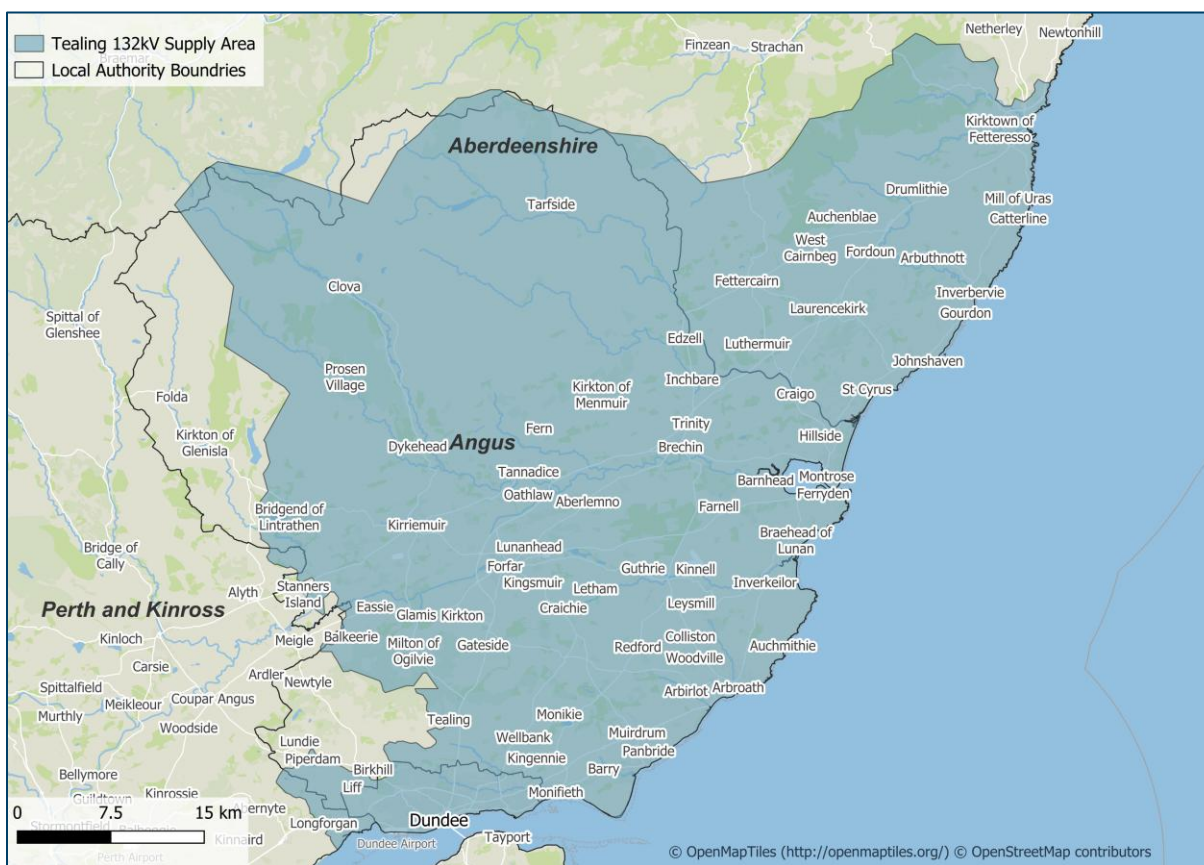 Tealing 132kV Supply Area
Local Authority Boundries
Braemar
Finzean
Strachan
Netherley
Newtonhill
Kirktown of
Fetteresso
Aberdeenshire
Tarfside
Drumlithie
Mill of Uras
Catterline
Auchenblae
West
Cairnbeg
Fordoun
Arbuthnott
Clova
Fettercairn
Inverbervie
Gourdon
Laurencekirk
Spittal of
Glenshee
Edzell
Luthermuir
Johnshaven
Prosen
Village
Inchbare
Kirkton of
Menmuir
Craigo
St Cyrus
Folda
Kirkton of
Glenisla
Fern
Trinity
Hillside
Dykehead
Angus
Brechin
Tannadice
Oathlaw
Aberlemno
Barnhead
Montrose
Ferryden
Farnell
Bridgend of
Lintrathen
Kirriemuir
Braehead of
Lunan
Bridge of
Cally
Lunanhead
Forfar
Kingsmuir
Letham
Guthrie
Kinnell
Inverkeilor
Alyth
Stanners
Island
Perth and Kinross
Eassie
Glamis
Kirkton
Craichie
Leysmill
Kinloch
Meigle
Balkeerie
Milton of
Ogilvie
Gateside
Redford
Colliston
Woodville
Auchmithie
Carsie
Ardler
Newtyle
Spittalfield
Meikleour
Coupar Angus
Arbirlot
Arbroath
Murthly
Woodside
Tealing
Monikie
Lundie
Piperdam
Wellbank
Kingennie
Muirdrum
Panbride
Bellymore
Birkhill
Liff
Barry
Guildtown
Kinrossie
Abernyte
Monifieth
0 7.5 15 km
Longforgan
Dundee
Stormontfield
Balbeggie
Kinnaird
Dundee Airport
Tayport
Perth Airport
© OpenMapTiles (http://openmaptiles.org/) © OpenStreetMap contributors